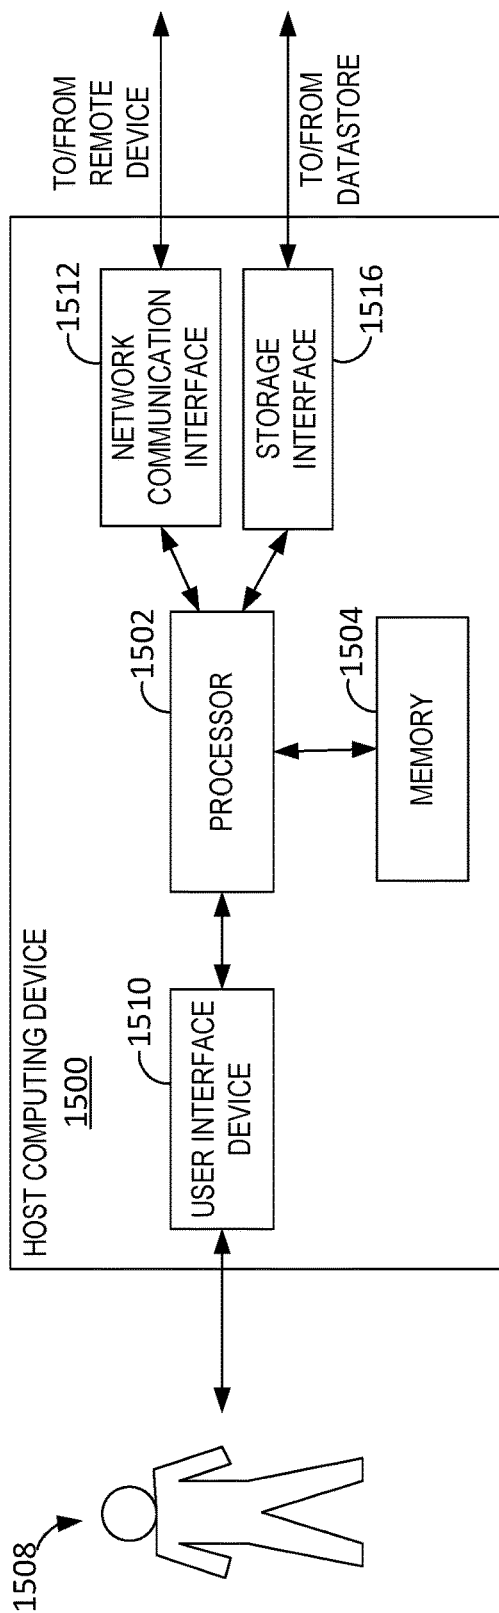 HOST COMPUTING DEVICE
1500
1508
1510
USER INTERFACE
DEVICE
1502
PROCESSOR
1504
MEMORY
1512
NETWORK
COMMUNICATION
INTERFACE
1516
STORAGE
INTERFACE
TO/FROM
REMOTE
DEVICE
TO/FROM
DATASTORE